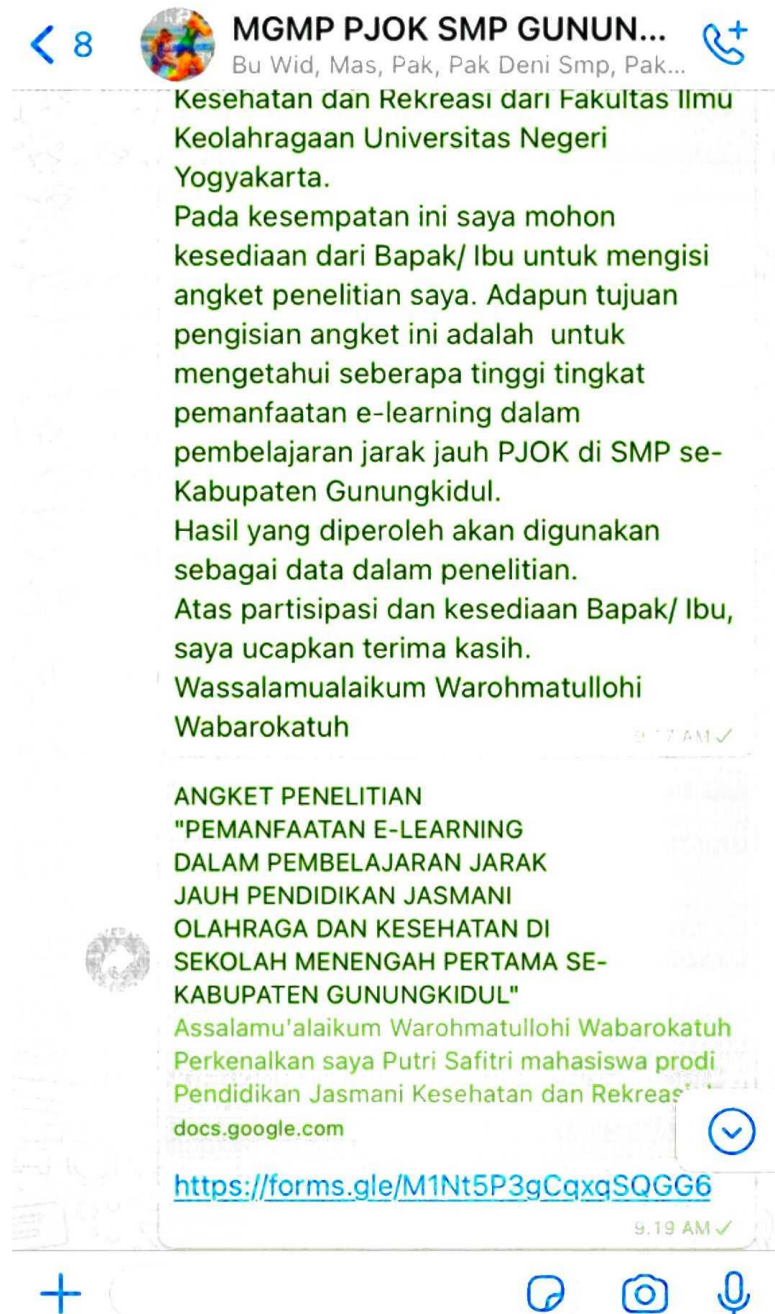 8
MGMP PJOK SMP GUNUN...
Bu Wid, Mas, Pak, Pak Deni Smp, Pak...
Kesehatan dan Rekreasi dari Fakultas Ilmu
Keolahragaan Universitas Negeri
Yogyakarta.
Pada kesempatan ini saya mohon
kesediaan dari Bapak/ Ibu untuk mengisi
angket penelitian saya. Adapun tujuan
pengisian angket ini adalah  untuk
mengetahui seberapa tinggi tingkat
pemanfaatan e-learning dalam
pembelajaran jarak jauh PJOK di SMP se-
Kabupaten Gunungkidul.
Hasil yang diperoleh akan digunakan
sebagai data dalam penelitian.
Atas partisipasi dan kesediaan Bapak/ Ibu,
saya ucapkan terima kasih.
Wassalamualaikum Warohmatullohi
Wabarokatuh
9.17 AM
ANGKET PENELITIAN
"PEMANFAATAN E-LEARNING
DALAM PEMBELAJARAN JARAK
JAUH PENDIDIKAN JASMANI
OLAHRAGA DAN KESEHATAN DI
SEKOLAH MENENGAH PERTAMA SE-
KABUPATEN GUNUNGKIDUL"
Assalamu'alaikum Warohmatullohi Wabarokatuh
Perkenalkan saya Putri Safitri mahasiswa prodi
Pendidikan Jasmani Kesehatan dan
docs.google.com
https://forms.gle/M1Nt5P3gCqxqSQGG6
9.19 AM